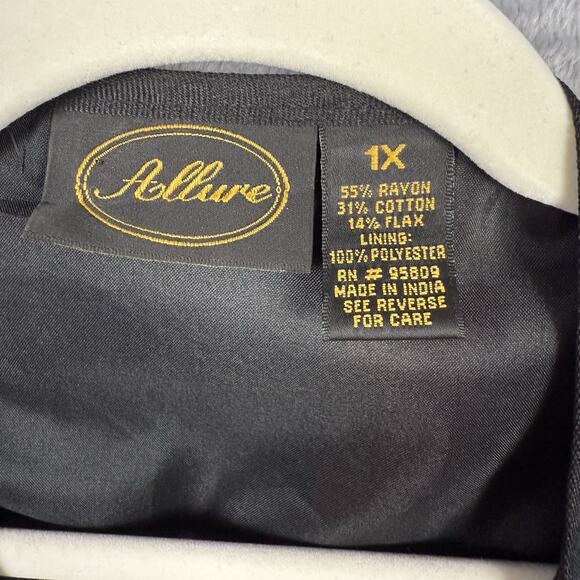 Allure
1X
55% RAYON
31% COTTON
14% FLAX
LINING:
100% POLYESTER
RN # 95809
MADE IN INDIA
SEE REVERSE
FOR CARE